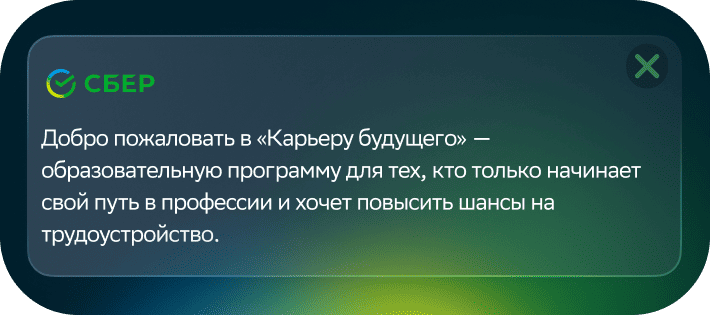 СБЕР
Добро пожаловать в «Карьеру будущего» —
образовательную программу для тех, кто только начинает
свой путь в профессии и хочет повысить шансы на
трудоустройство.